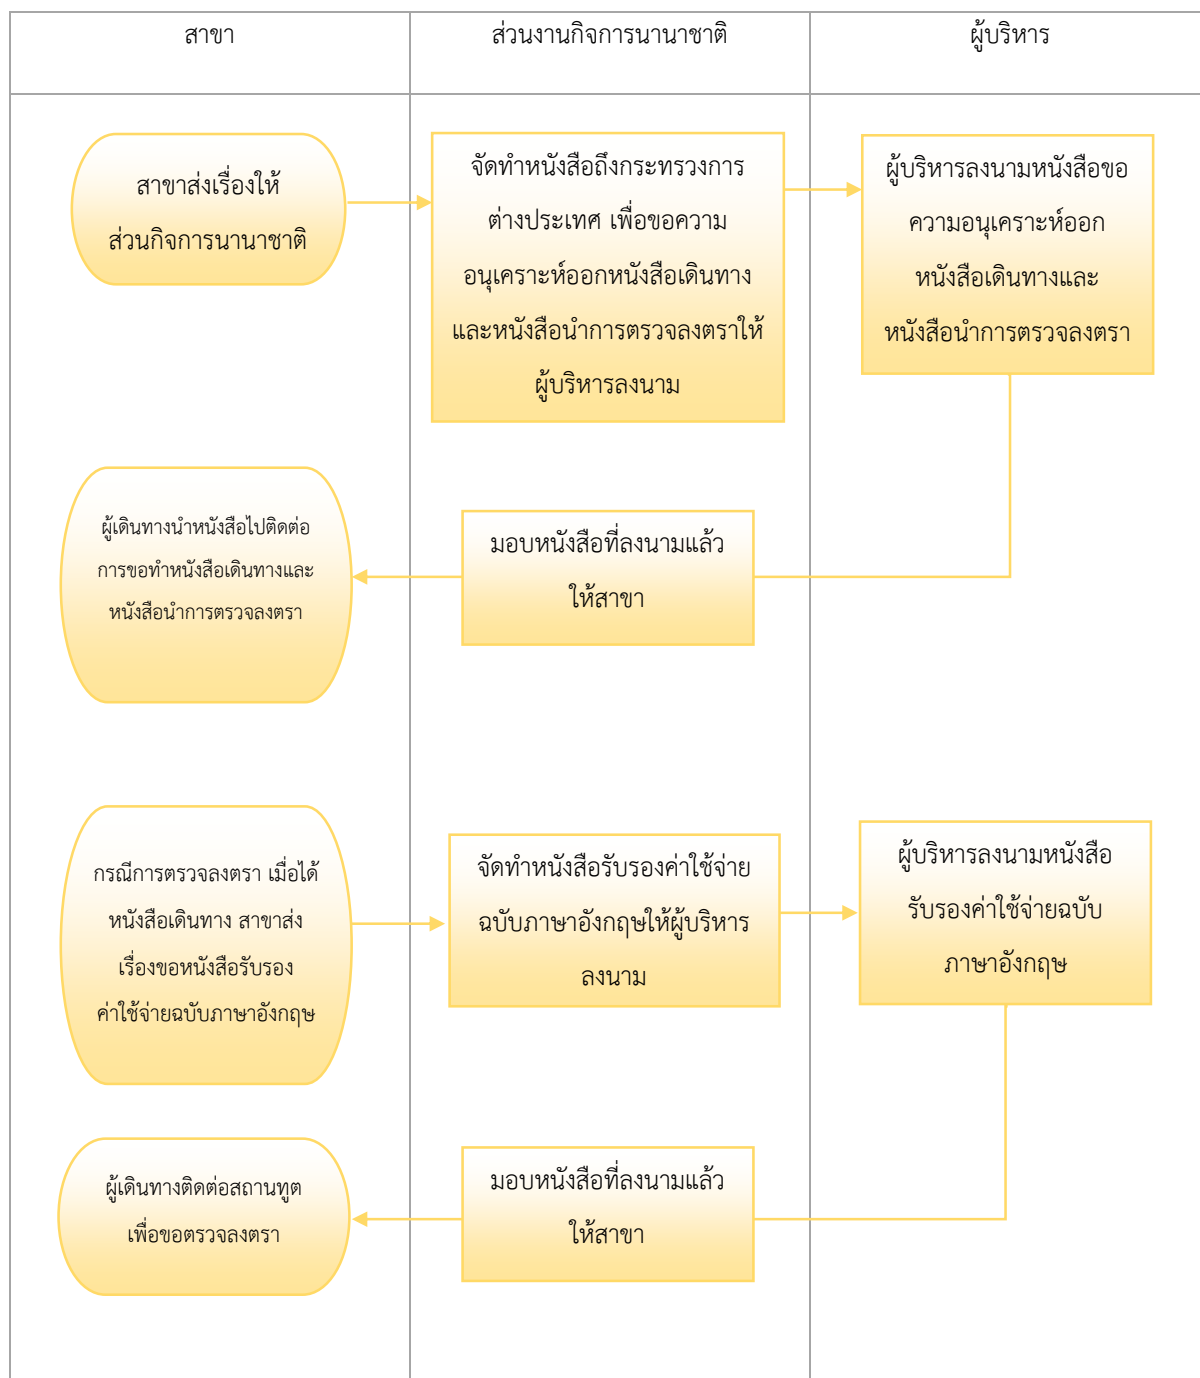 สาขา
ส่วนงานกิจการนานาชาติ
ผู้บริหาร
สาขาส่งเรื่องให้
ส่วนกิจการนานาชาติ
จัดทำหนังสือถึงกระทรวงการ
ต่างประเทศ เพื่อขอความ
อนุเคราะห์ออกหนังสือเดินทาง
และหนังสือนำการตรวจลงตราให้
ผู้บริหารลงนาม
ผู้บริหารลงนามหนังสือขอ
ความอนุเคราะห์ออก
หนังสือเดินทางและ
หนังสือนำการตรวจลงตรา
ผู้เดินทางนำหนังสือไปติดต่อ
การขอทำหนังสือเดินทางและ
หนังสือนำการตรวจลงตรา
มอบหนังสือที่ลงนามแล้ว
ให้สาขา
กรณีการตรวจลงตรา เมื่อได้
หนังสือเดินทาง สาขาส่ง
เรื่องขอหนังสือรับรอง
ค่าใช้จ่ายฉบับภาษาอังกฤษ
จัดทำหนังสือรับรองค่าใช้จ่าย
ฉบับภาษาอังกฤษให้ผู้บริหาร
ลงนาม
ผู้บริหารลงนามหนังสือ
รับรองค่าใช้จ่ายฉบับ
ภาษาอังกฤษ
ผู้เดินทางติดต่อสถานทูต
เพื่อขอตรวจลงตรา
มอบหนังสือที่ลงนามแล้ว
ให้สาขา